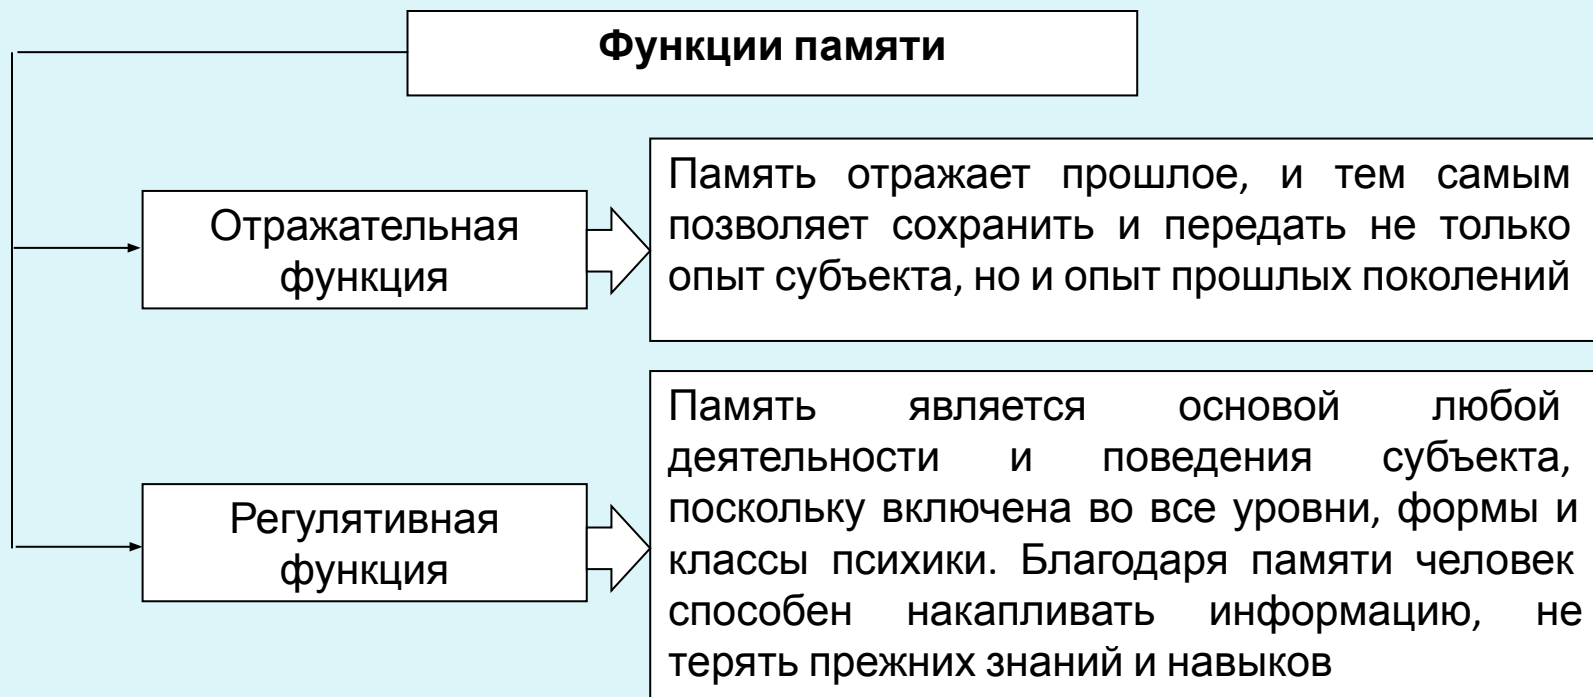 Функции памяти
Отражательная
функция
Память отражает прошлое, и тем самым
позволяет сохранить и передать не только
опыт субъекта, но и опыт прошлых поколений
Регулятивная
функция
Память является основой любой
деятельности и поведения субъекта,
поскольку включена во все уровни, формы и
классы психики. Благодаря памяти человек
способен накапливать информацию, не
терять прежних знаний и навыков